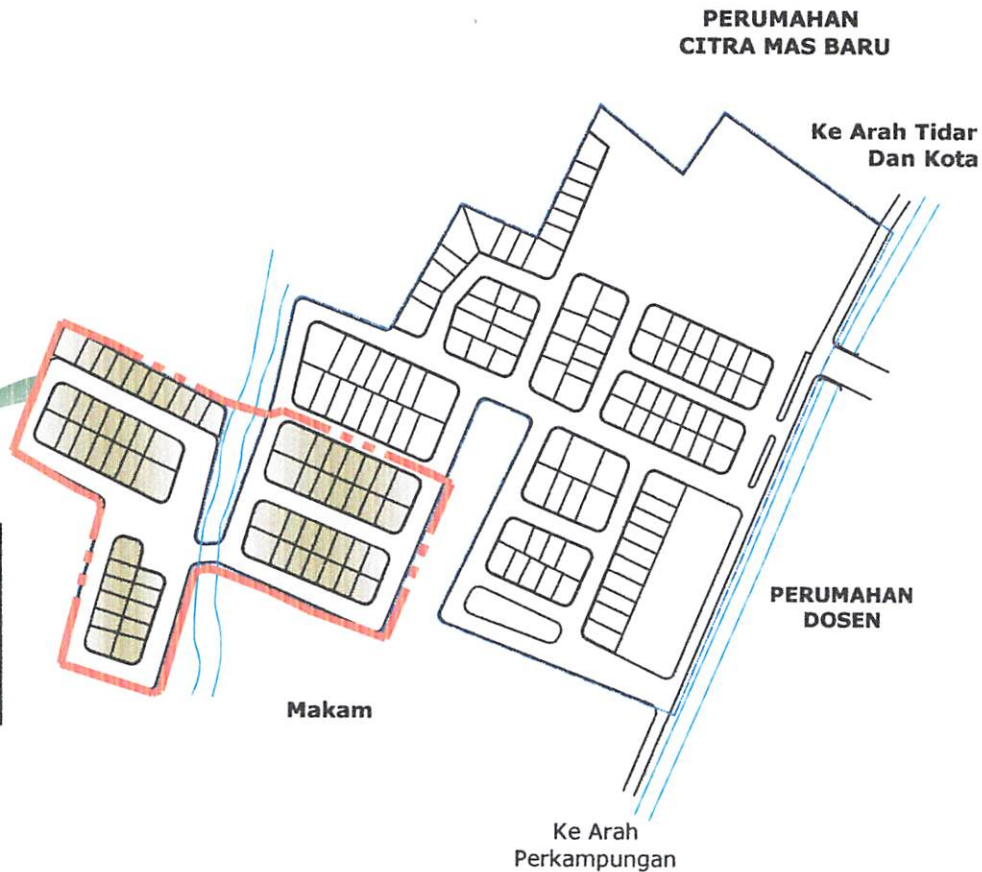 PERUMAHAN
CITRA MAS BARU
Ke Arah Tidar
Dan Kota
PERUMAHAN
DOSEN
Makam
Ke Arah
Perkampungan